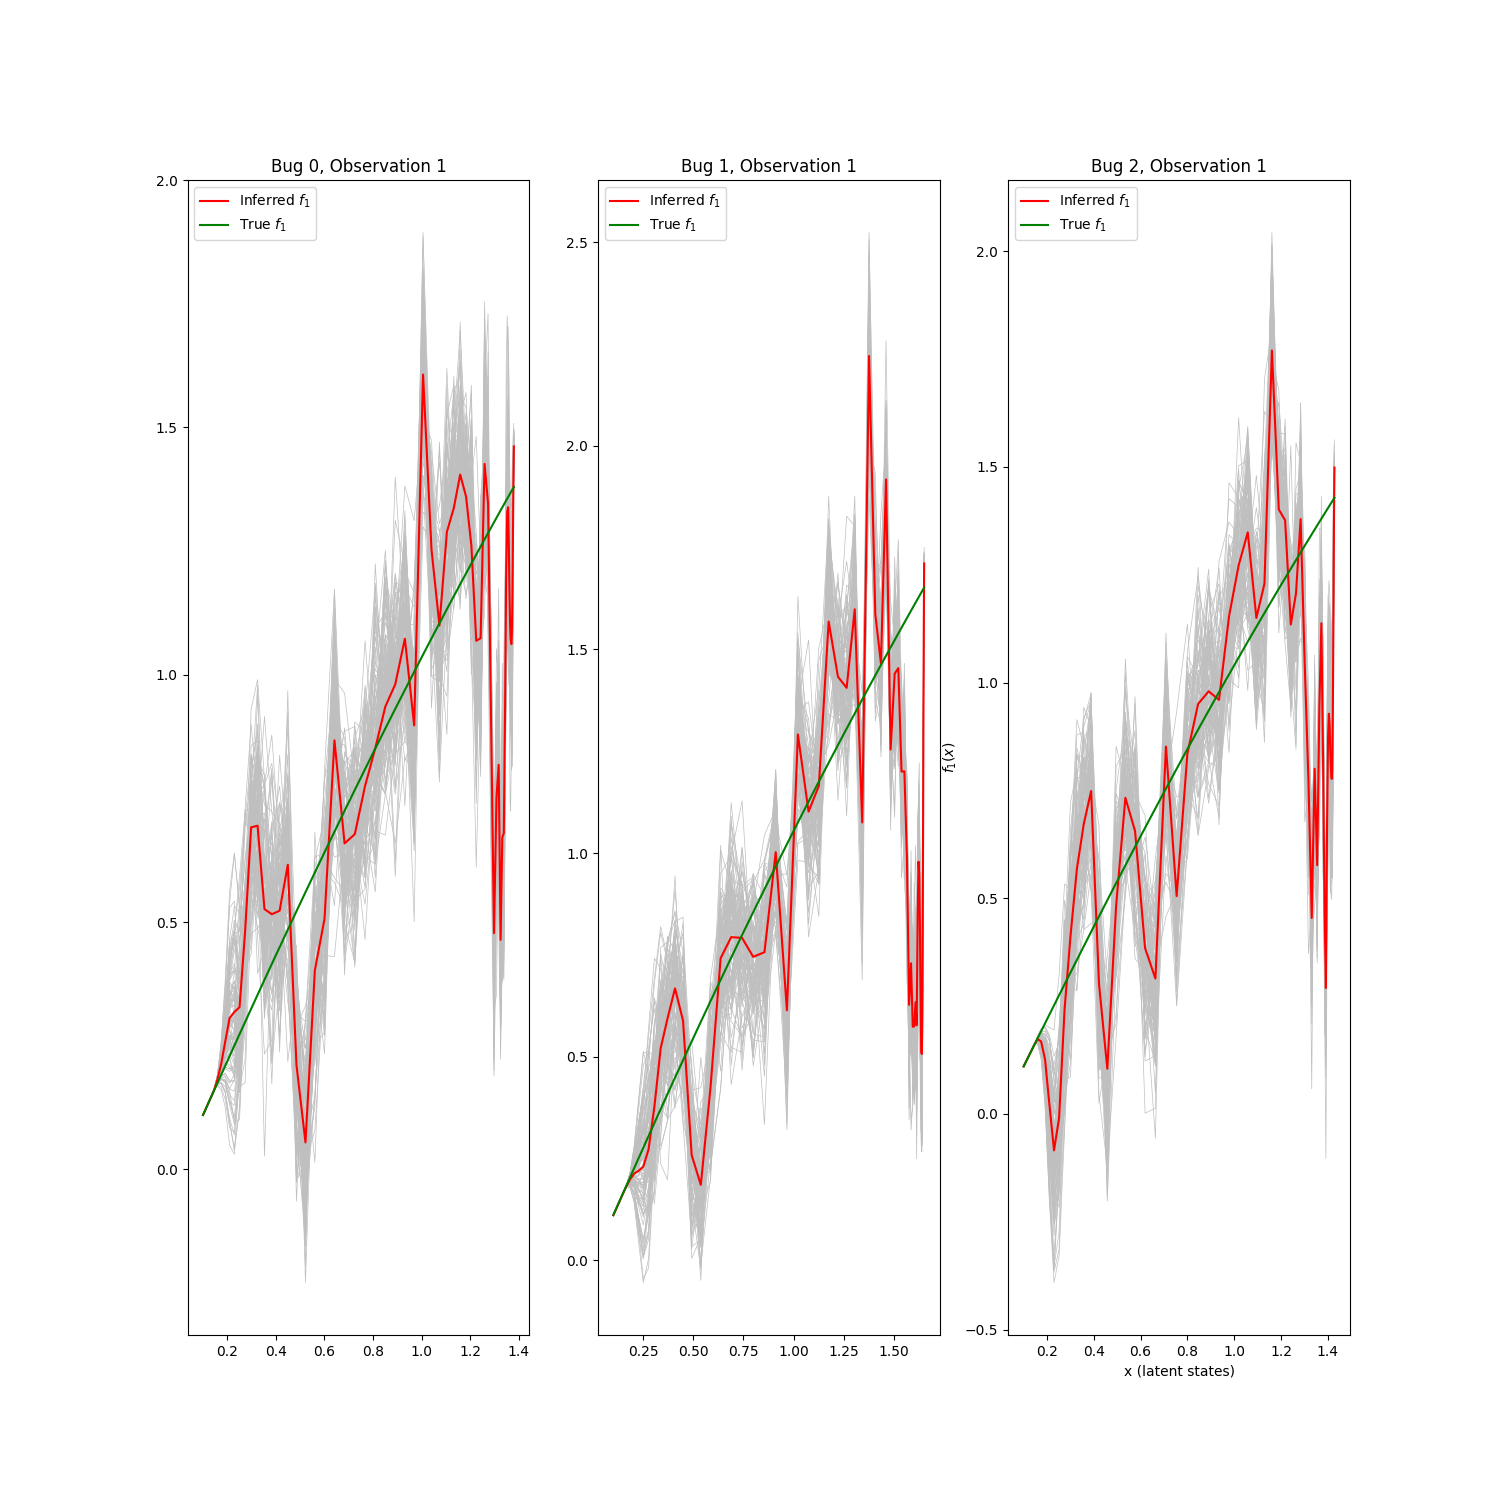 Bug 0, Observation 1
Inferred f₁
True f₁
2.0
1.5
1.0
0.5
0.0
0.2 0.4 0.6 0.8 1.0 1.2 1.4
Bug 1, Observation 1
Inferred f₁
True f₁
2.5
2.0
1.5
1.0
0.5
0.0
0.25 0.50 0.75 1.00 1.25 1.50
Bug 2, Observation 1
Inferred f₁
True f₁
f₁(x)
2.0
1.5
1.0
0.5
0.0
−0.5
0.2 0.4 0.6 0.8 1.0 1.2 1.4
x (latent states)